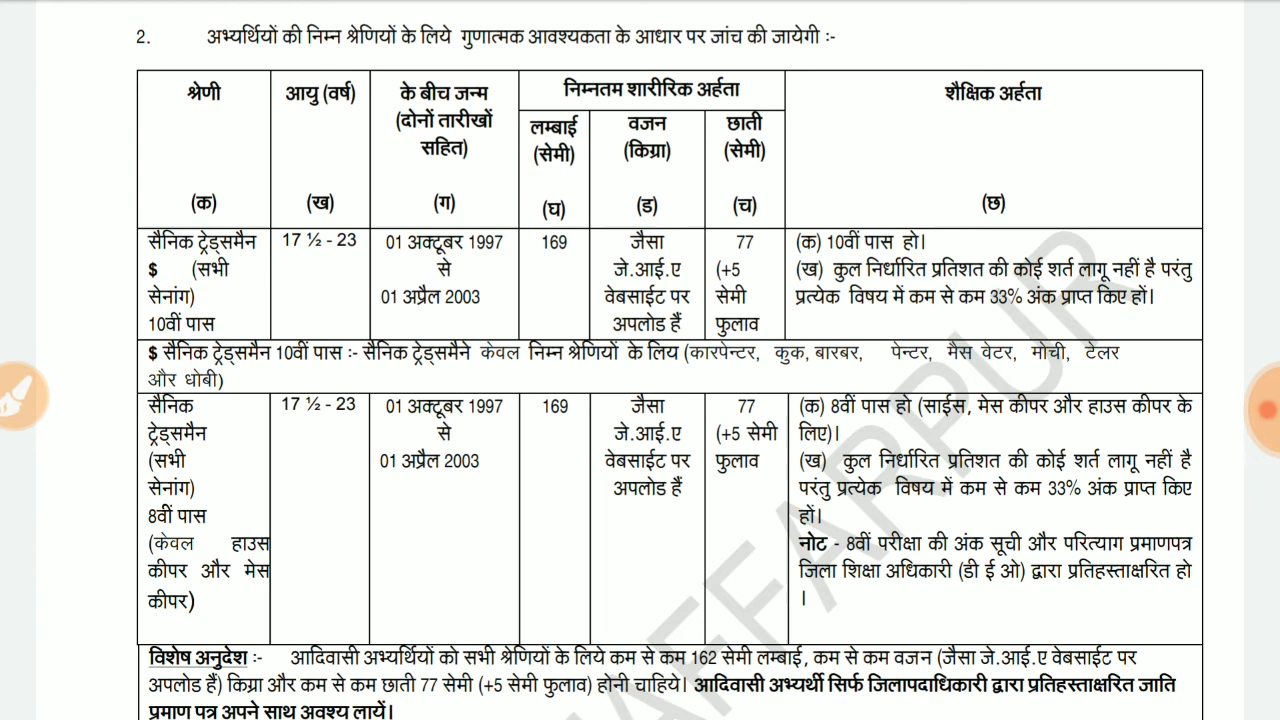 2. अभ्यर्थियों की निम्न श्रेणियों के लिये गुणात्मक आवश्यकता के आधार पर जांच की जायेगी :-
श्रेणी
(क)
आयु (वर्ष)
(ख)
के बीच जन्म
(दोनों तारीखों
सहित)
(ग)
निम्नतम शारीरिक अर्हता
लम्बाई
(सेमी)
(घ)
वजन
(किग्रा)
(ड)
छाती
(सेमी)
(च)
शैक्षिक अर्हता
(छ)
सैनिक ट्रेड्समैन
$ (सभी
सेनांग)
10वीं पास
17 ½ - 23
01 अक्टूबर 1997
से
01 अप्रैल 2003
169
जैसा
जे.आई.ए
वेबसाईट पर
अपलोड हैं
77
(+5
सेमी
फुलाव
(क) 10वीं पास हो।
(ख) कुल निर्धारित प्रतिशत की कोई शर्त लागू नहीं है परंतु
प्रत्येक विषय में कम से कम 33% अंक प्राप्त किए हों।
$ सैनिक ट्रेड्समैन 10वीं पास :- सैनिक ट्रेड्समैने केवल निम्न श्रेणियों के लिय (कारपेन्टर, कुक, बारबर, पेन्टर, मैस वेटर, मोची, टेलर
और धोबी)
सैनिक
ट्रेड्समैन
(सभी
सेनांग)
8वीं पास
(केवल हाउस
कीपर और मेस
कीपर)
17 ½ - 23
01 अक्टूबर 1997
से
01 अप्रैल 2003
169
जैसा
जे.आई.ए
वेबसाईट पर
अपलोड हैं
77
(+5 सेमी
फुलाव
(क) 8वीं पास हो (साईस, मेस कीपर और हाउस कीपर के
लिए)।
(ख) कुल निर्धारित प्रतिशत की कोई शर्त लागू नहीं है
परंतु प्रत्येक विषय में कम से कम 33% अंक प्राप्त किए
हों।
नोट - 8वीं परीक्षा की अंक सूची और परित्याग प्रमाणपत्र
जिला शिक्षा अधिकारी (डी ई ओ) द्वारा प्रतिहस्ताक्षरित हो
।
विशेष अनुदेश :- आदिवासी अभ्यर्थियों को सभी श्रेणियों के लिये कम से कम 162 सेमी लम्बाई, कम से कम वजन (जैसा जे.आई.ए वेबसाईट पर
अपलोड हैं) किग्रा और कम से कम छाती 77 सेमी (+5 सेमी फुलाव) होनी चाहिये। आदिवासी अभ्यर्थी सिर्फ जिलापदाधिकारी द्वारा प्रतिहस्ताक्षरित जाति
प्रमाण पत्र अपने साथ अवश्य लायें।
AFFARPUR